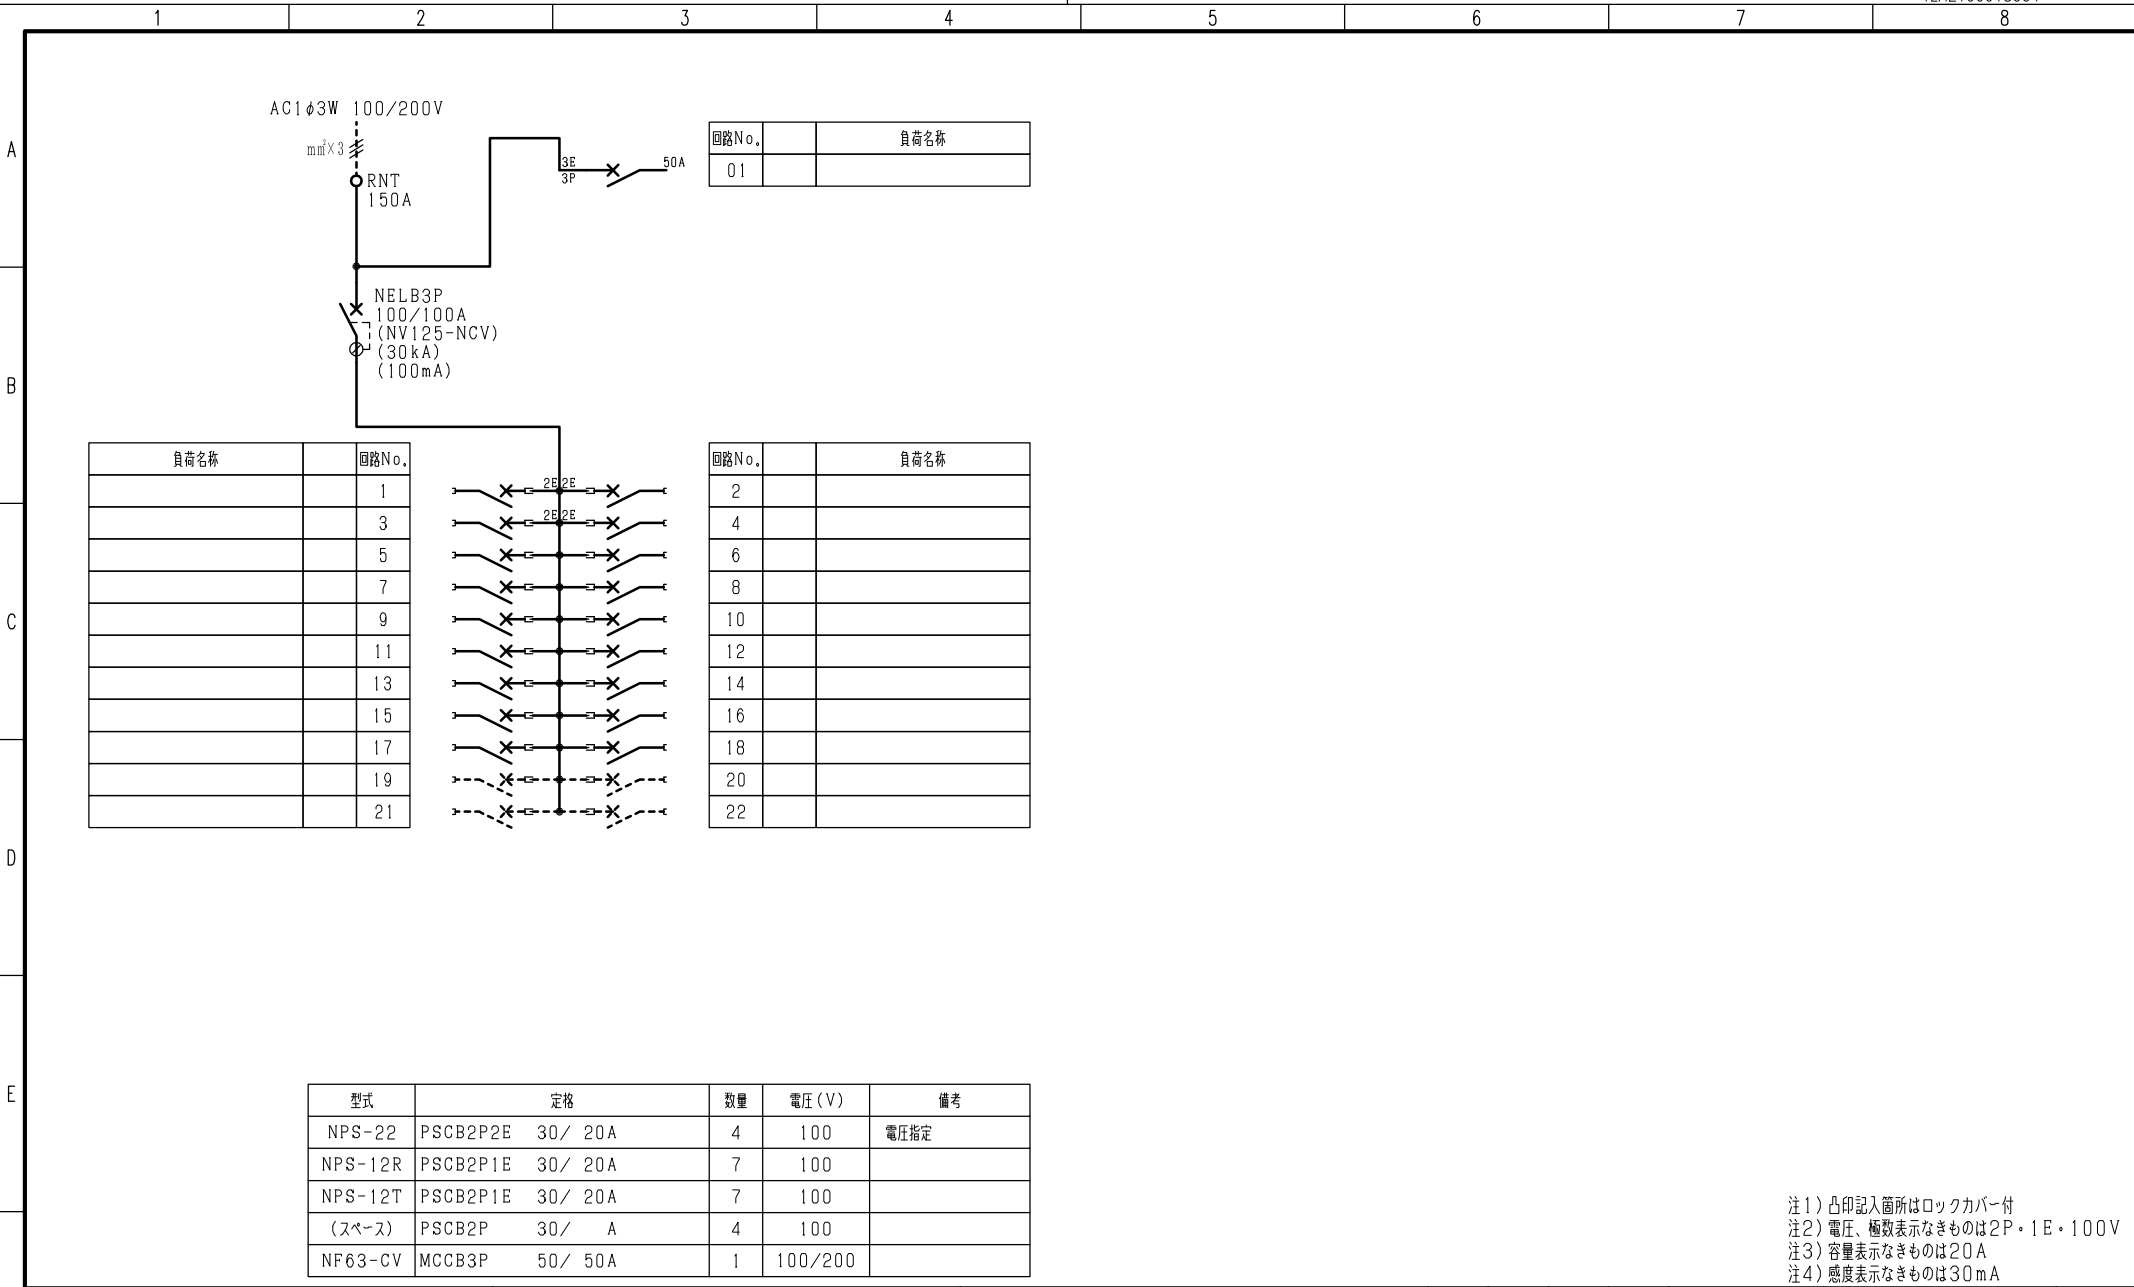 1 2 3 4 5 6 7 8
A
B
C
D
E
AC1φ3W 100/200V
mm²×3
RNT
150A
3E
3P
50A
回路No. 負荷名称
01
NELB3P
100/100A
(NV125-NCV)
(30kA)
(100mA)
負荷名称 回路No. 回路No. 負荷名称
1 2E 2E 2
3 2E 2E 4
5 6
7 8
9 10
11 12
13 14
15 16
17 18
19 20
21 22
型式 定格 数量 電圧(V) 備考
NPS-22 PSCB2P2E 30/ 20A 4 100 電圧指定
NPS-12R PSCB2P1E 30/ 20A 7 100
NPS-12T PSCB2P1E 30/ 20A 7 100
(スペース) PSCB2P 30/ A 4 100
NF63-CV MCCB3P 50/ 50A 1 100/200
注1)凸印記入箇所はロックカバー付
注2)電圧、極数表示なきものは2P・1E・100V
注3)容量表示なきものは20A
注4)感度表示なきものは30mA